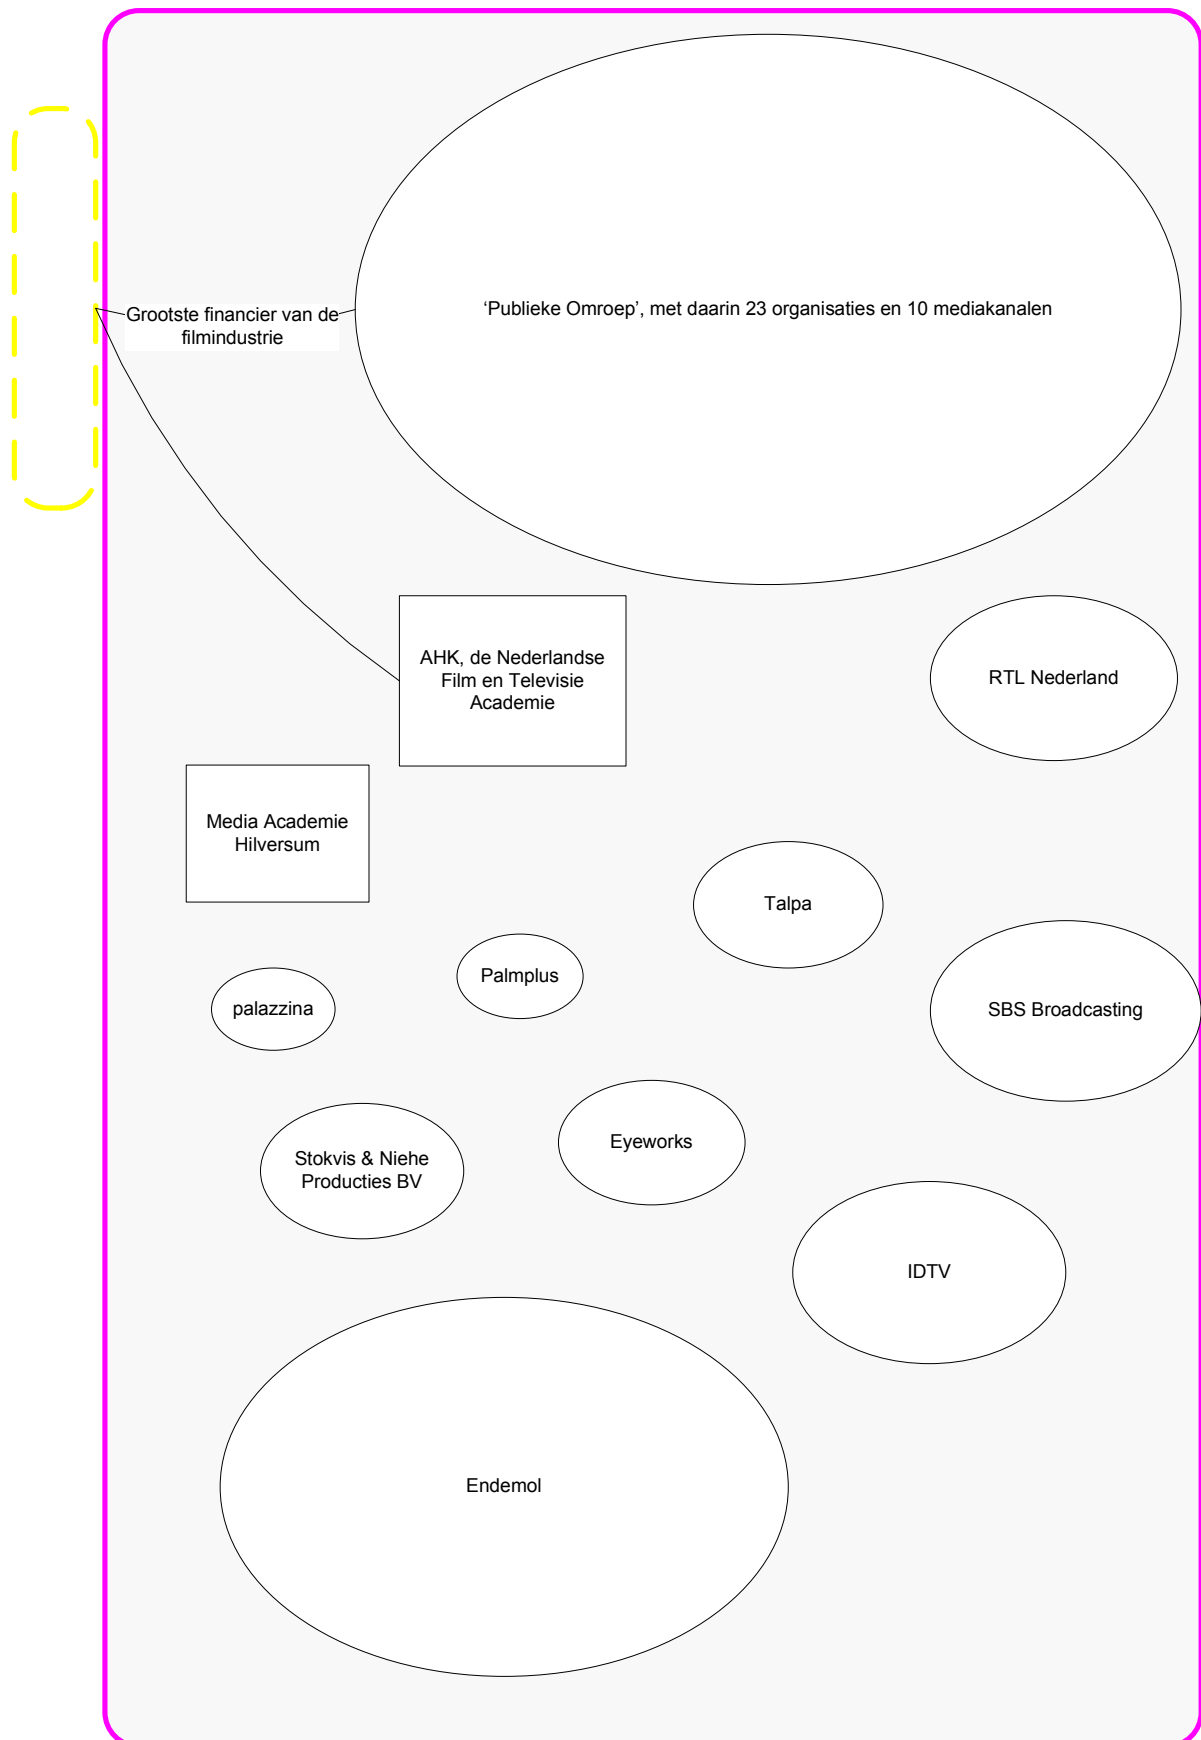 ‘Publieke Omroep’, met daarin 23 organisaties en 10 mediakanalen
Grootste financier van de
filmindustrie
AHK, de Nederlandse
Film en Televisie
Academie
RTL Nederland
Media Academie
Hilversum
Talpa
Palmplus
palazzina
SBS Broadcasting
Stokvis & Niehe
Producties BV
Eyeworks
IDTV
Endemol